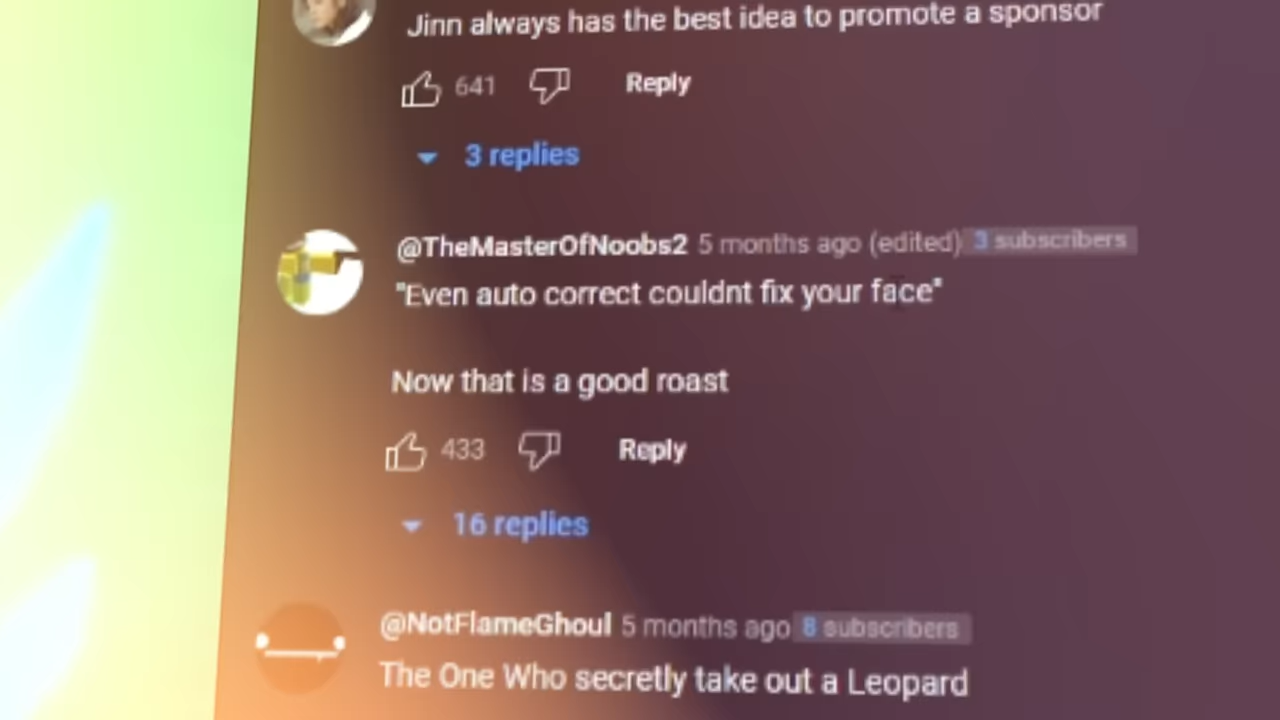 Jinn always has the best idea to promote a sponsor
641 Reply
3 replies
@TheMasterOfNoobs2 5 months ago (edited) 3 subscribers
"Even auto correct couldnt fix your face"
Now that is a good roast
433 Reply
16 replies
@NotFlameGhoul 5 months ago 8 subscribers
The One Who secretly take out a Leopard